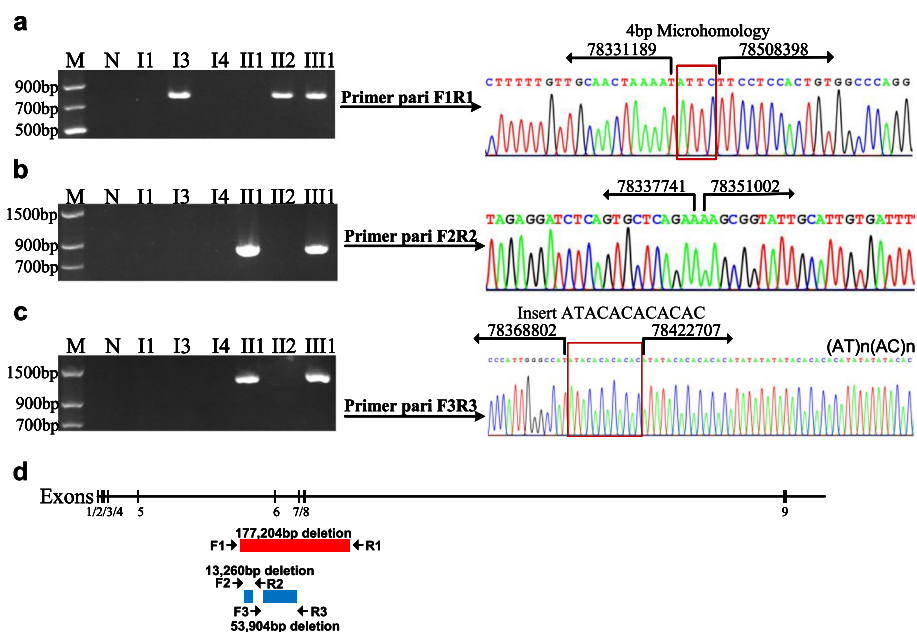 a
M N I1 I3 I4 II1 II2 III1
900bp
700bp
500bp
Primer pari F1R1
4bp Microhomology
78331189 78508398
CTTTTTGTTGCAACTAAAATATTCTTCCTCCACTGTGGCCCAGG
b
M N I1 I3 I4 II1 II2 III1
1500bp
900bp
700bp
Primer pari F2R2
78337741 78351002
TAGAGGATCTCAGTGCTCAGAAAAGCGGTATTGCATTGTGATTT
c
M N I1 I3 I4 II1 II2 III1
1500bp
900bp
700bp
Primer pari F3R3
Insert ATACACACACAC
78368802 78422707
(AT)n(AC)n
CCCATTGGGCCATATACACACACACATATACACACACACATATATATATACACACACATATATATATACAC
d
Exons
1/2/3/4 5 6 7/8 9
177,204bp deletion
F1 R1
13,260bp deletion
F2 R2
F3 R3
53,904bp deletion